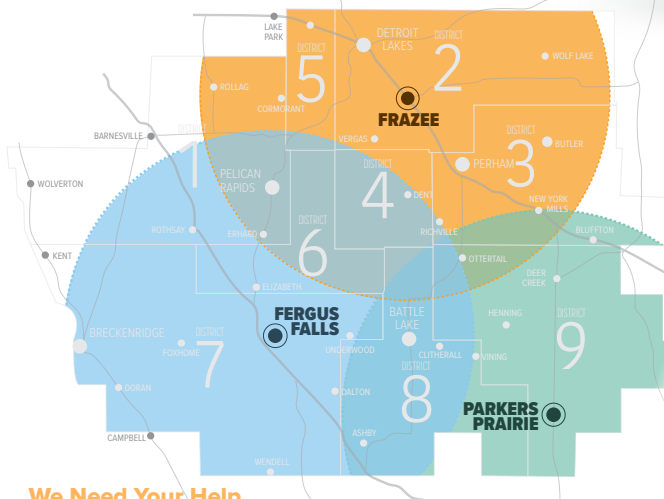 LAKE
PARK
DETROIT
LAKES
DISTRICT
5
DISTRICT
2
WOLF LAKE
ROLLAG
CORMORANT
FRAZEE
BARNSVILLE
DISTRICT
1
VERGAS
DISTRICT
3
BUTLER
PELICAN
RAPIDS
DISTRICT
4
PERHAM
WOLVERTON
DENT
NEW YORK
MILLS
ROTHSAY
ERHARD
DISTRICT
6
RICHVILLE
BLUFFTON
KENT
OTTERTAIL
DEER
CREEK
ELIZABETH
FERGUS
FALLS
BATTLE
LAKE
HENNING
DISTRICT
9
BRECKENRIDGE
FOXHOME
DISTRICT
7
UNDERWOOD
CLITHERALL
VINING
DISTRICT
8
DORAN
DALTON
PARKERS
PRAIRIE
CAMPBELL
ASHBY
WENDELL
We Need Your Help